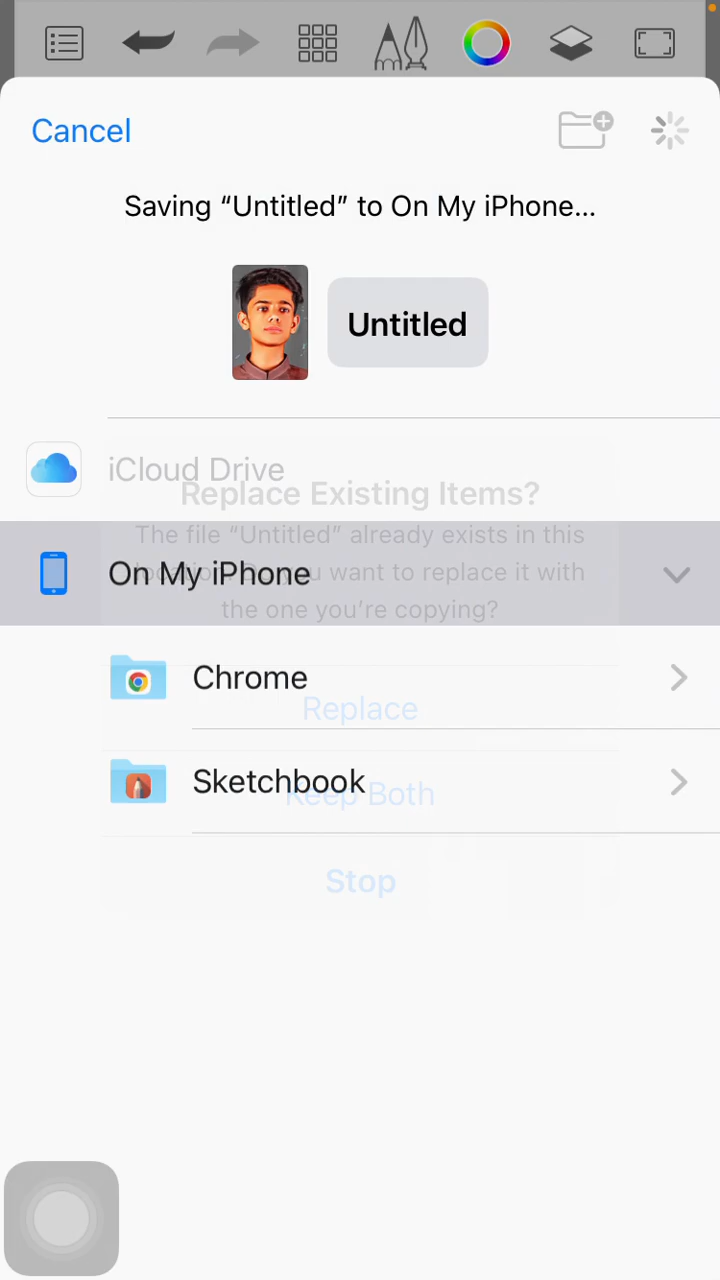 Cancel
Saving “Untitled” to On My iPhone...
Untitled
iCloud Drive
Replace Existing Items?
The file “Untitled” already exists in this
On My iPhone
location. Do you want to replace it with
the one you’re copying?
Chrome
Replace
Sketchbook
Keep Both
Stop